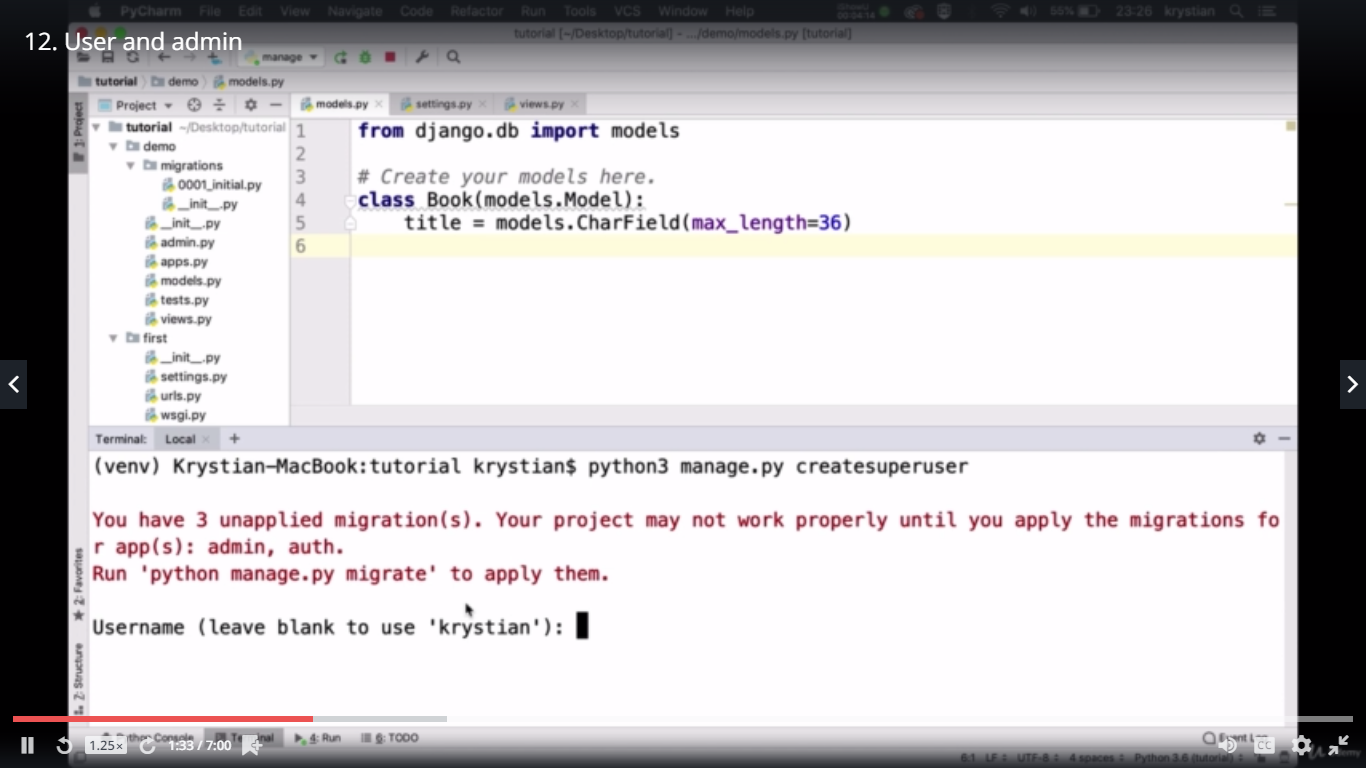 PyCharm File Edit View Navigate Code Refactor Run Tools VCS Window Help 00:04:14 55% 23:26 krystian
tutorial [~/Desktop/tutorial] - .../demo/models.py [tutorial]
12. User and admin
manage
tutorial demo models.py
1: Project
Project
models.py settings.py views.py
tutorial ~/Desktop/tutorial
demo
migrations
0001_initial.py
__init__.py
__init__.py
admin.py
apps.py
models.py
tests.py
views.py
first
__init__.py
settings.py
urls.py
wsgi.py
1 from django.db import models
2
3 # Create your models here.
4 class Book(models.Model):
5 title = models.CharField(max_length=36)
6
Terminal: Local +
(venv) Krystian-MacBook:tutorial krystian$ python3 manage.py createsuperuser
You have 3 unapplied migration(s). Your project may not work properly until you apply the migrations fo
r app(s): admin, auth.
Run 'python manage.py migrate' to apply them.
Username (leave blank to use 'krystian'):
2: Favorites
7: Structure
Python Console Terminal 4: Run 6: TODO Event Log
1.25x 1:33 / 7:00 CC
6:1 LF UTF-8 4 spaces Python 3.6 (tutorial)